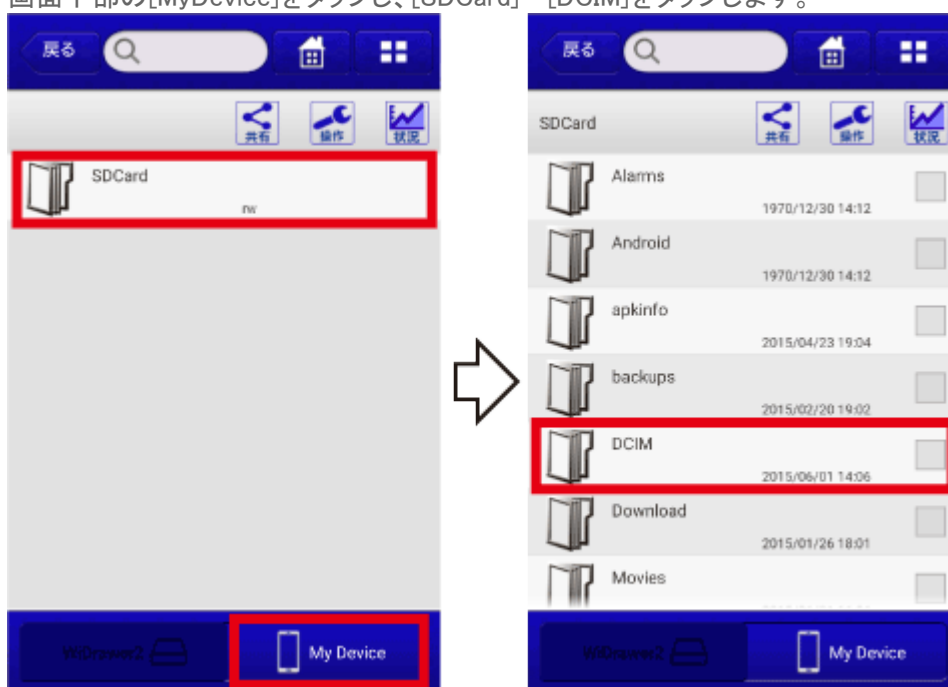 画面下部の[MyDevice]をタップし、[SDCard] [DCIM]をタップします。
戻る
共有 操作 状況
SDCard
rw
WiDrawer2 My Device
戻る
SDCard 共有 操作 状況
Alarms
1970/12/30 14:12
Android
1970/12/30 14:12
apkinfo
2015/04/23 19:04
backups
2015/02/20 19:02
DCIM
2015/06/01 14:06
Download
2015/01/26 18:01
Movies
WiDrawer2 My Device